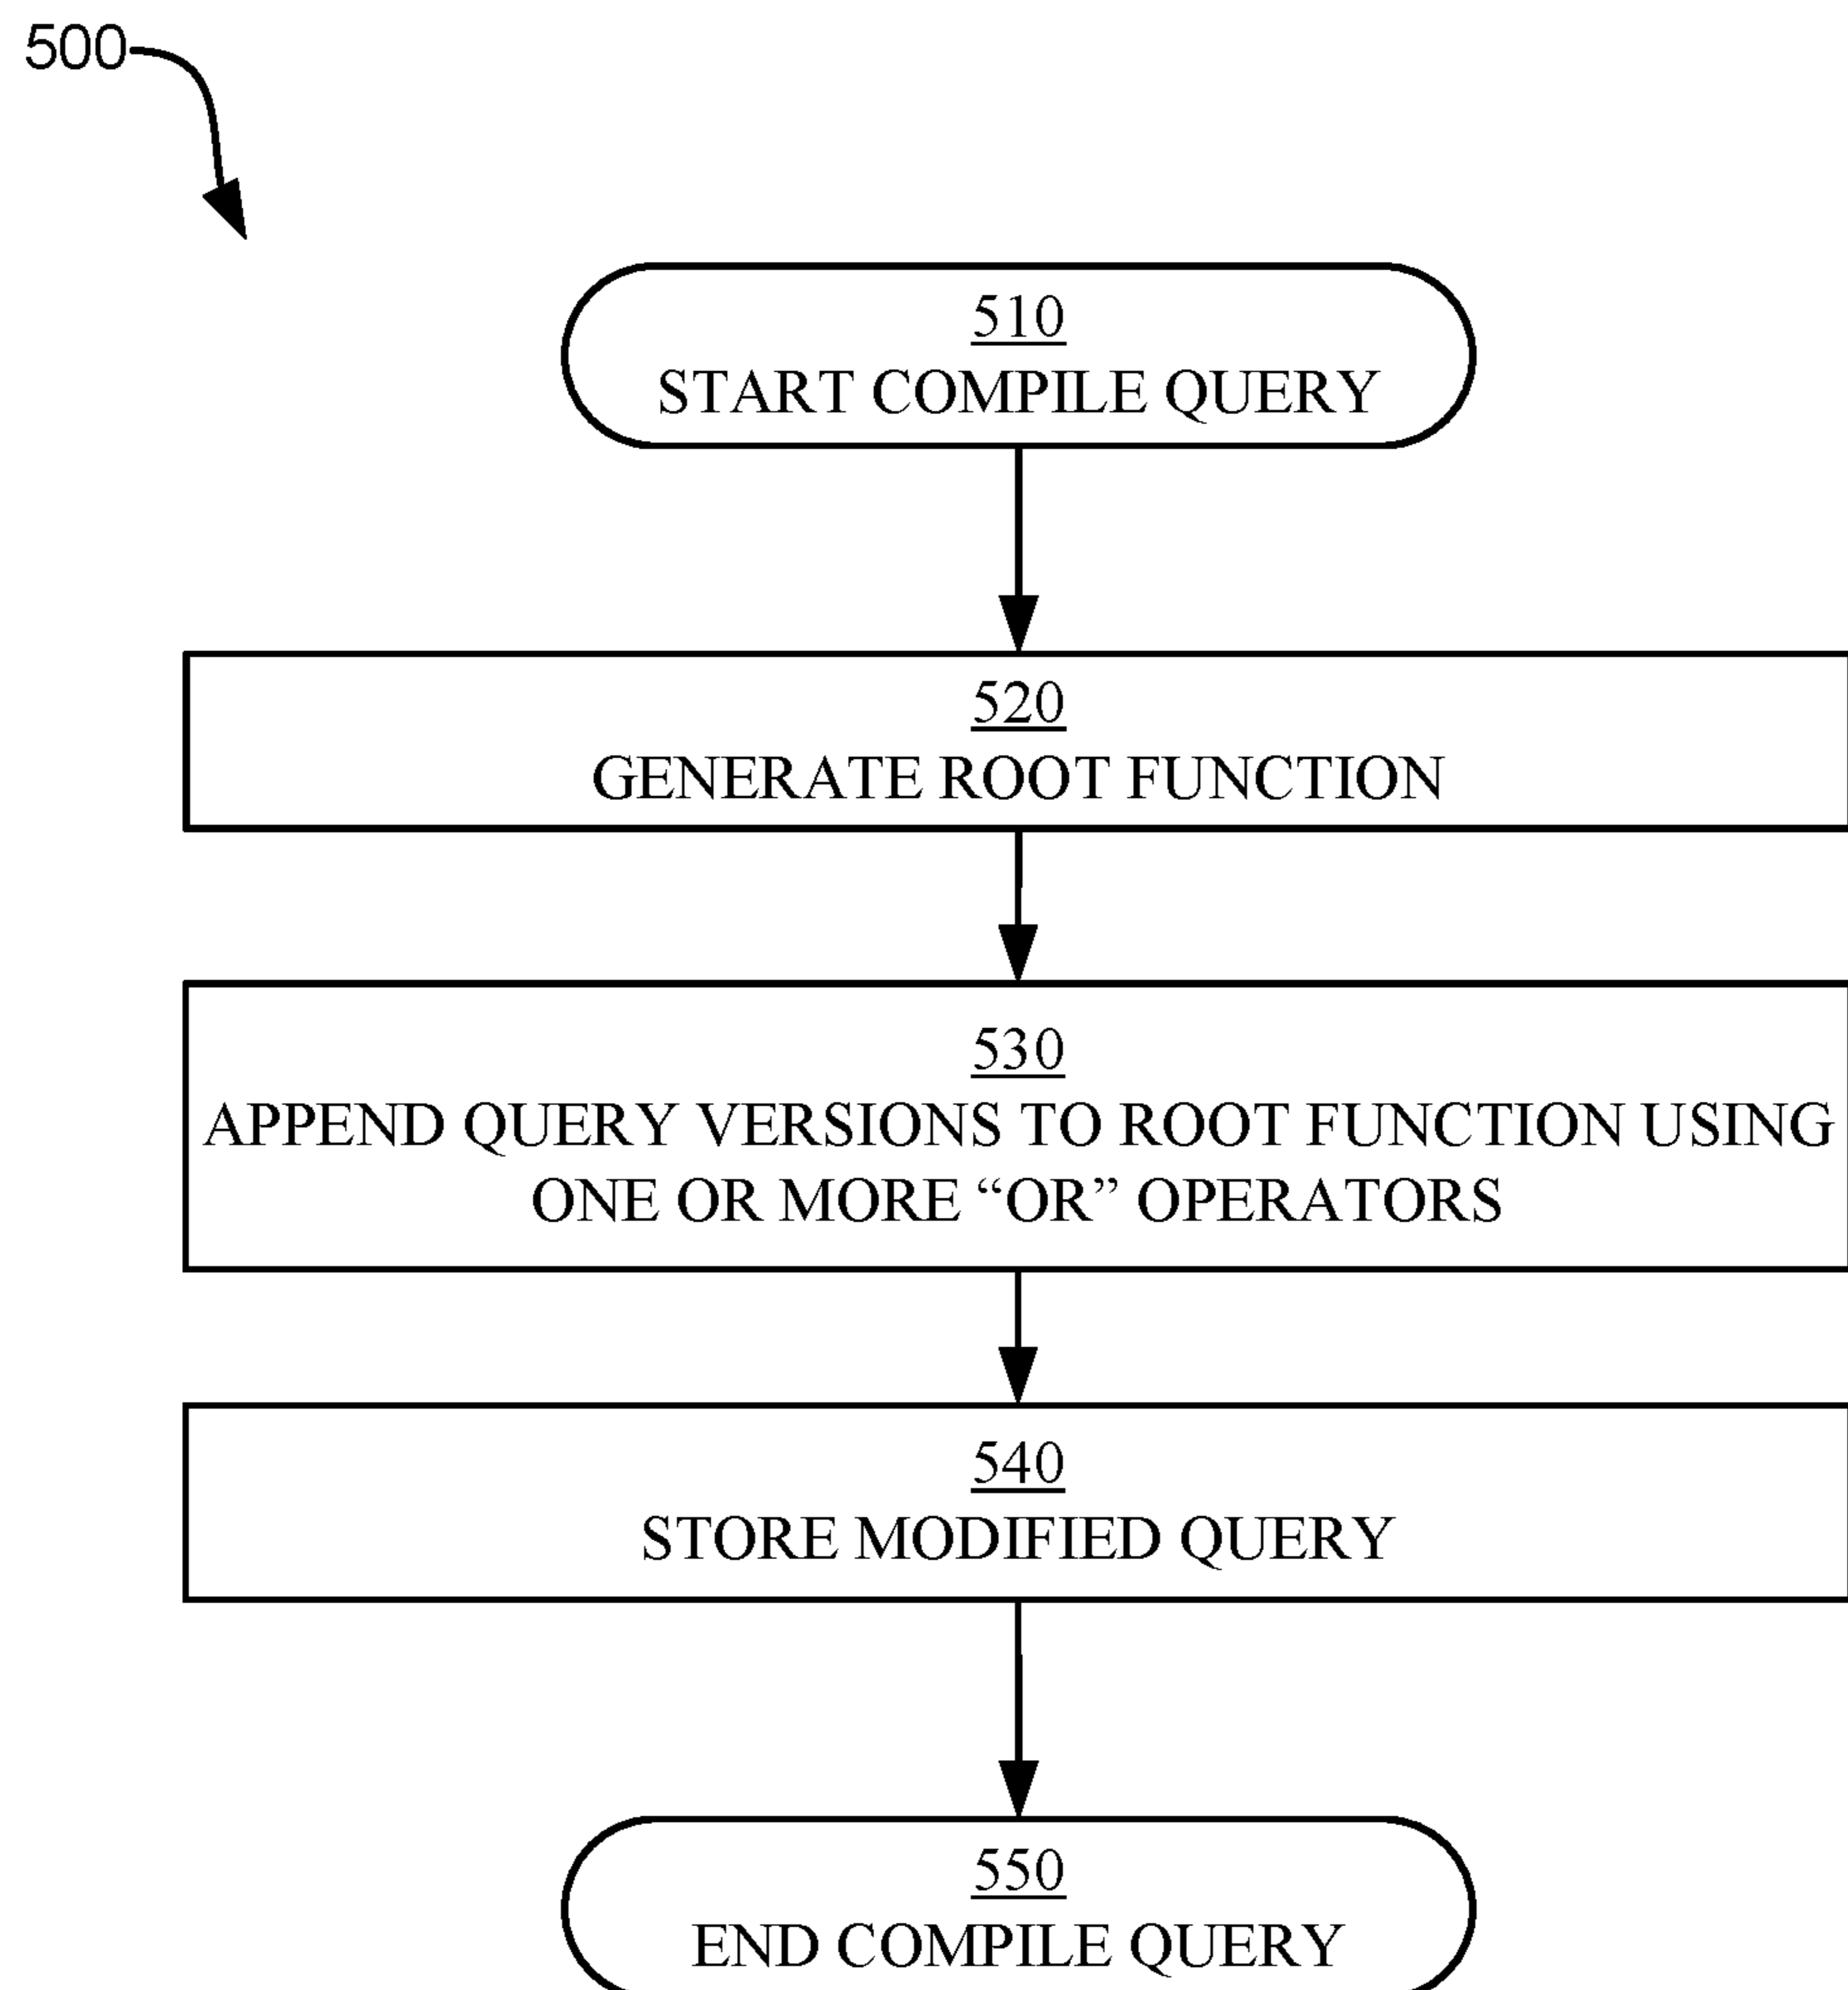 500
510
START COMPILE QUERY
520
GENERATE ROOT FUNCTION
530
APPEND QUERY VERSIONS TO ROOT FUNCTION USING
ONE OR MORE “OR” OPERATORS
540
STORE MODIFIED QUERY
550
END COMPILE QUERY